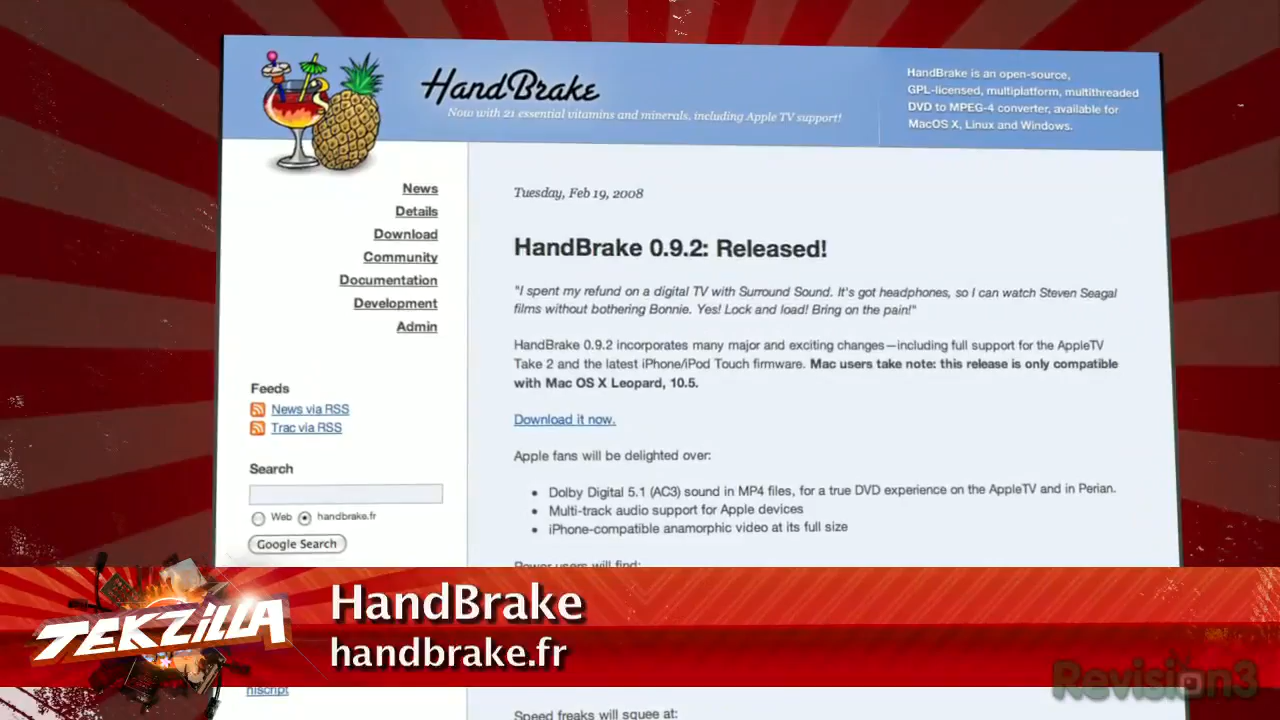 HandBrake
Now with 21 essential vitamins and minerals, including Apple TV support!
HandBrake is an open-source,
GPL-licensed, multiplatform, multithreaded
DVD to MPEG-4 converter, available for
MacOS X, Linux and Windows.
News
Details
Download
Community
Documentation
Development
Admin
Feeds
News via RSS
Trac via RSS
Search
Web handbrake.fr
Google Search
Tuesday, Feb 19, 2008
HandBrake 0.9.2: Released!
"I spent my refund on a digital TV with Surround Sound. It's got headphones, so I can watch Steven Seagal
films without bothering Bonnie. Yes! Lock and load! Bring on the pain!"
HandBrake 0.9.2 incorporates many major and exciting changes—including full support for the AppleTV
Take 2 and the latest iPhone/iPod Touch firmware. Mac users take note: this release is only compatible
with Mac OS X Leopard, 10.5.
Download it now.
Apple fans will be delighted over:
• Dolby Digital 5.1 (AC3) sound in MP4 files, for a true DVD experience on the AppleTV and in Perian.
• Multi-track audio support for Apple devices
• iPhone-compatible anamorphic video at its full size
Power users will find:
TEKZILLA
HandBrake
handbrake.fr
Revision3
Speed freaks will squee at: